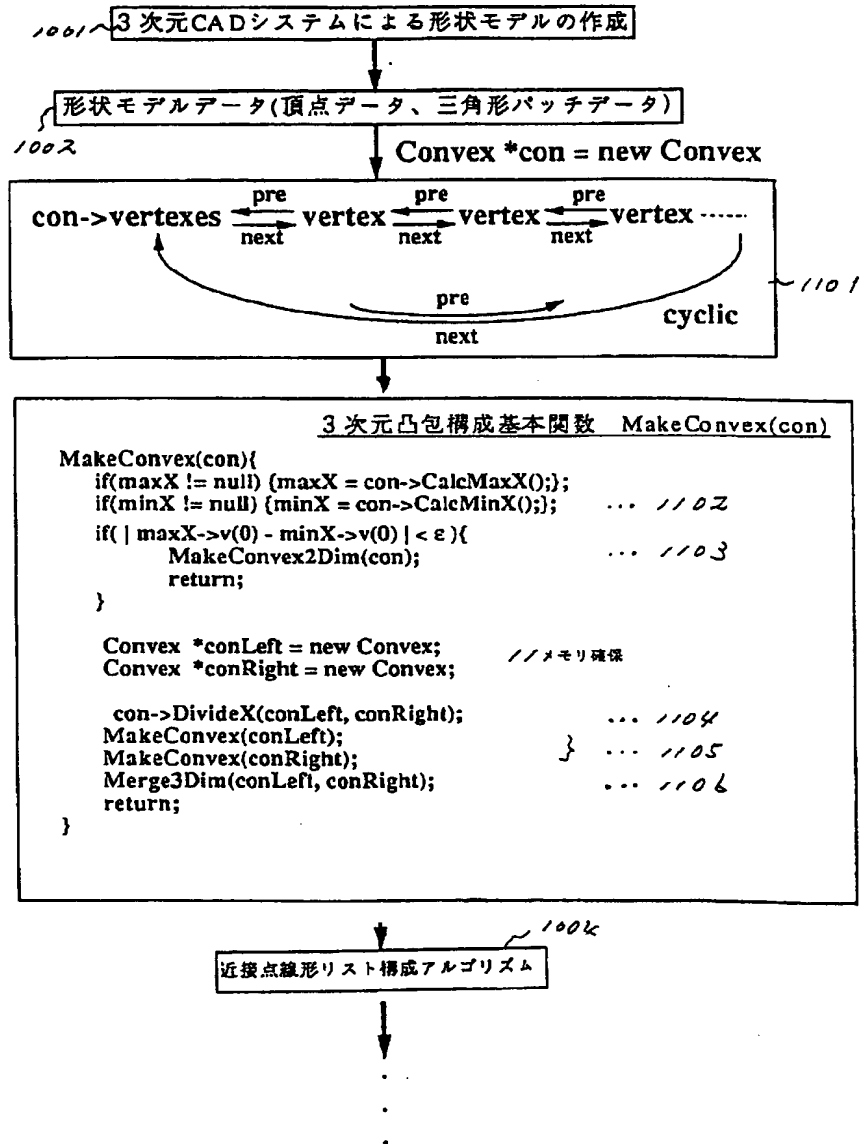 1001 3次元CADシステムによる形状モデルの作成
形状モデルデータ(頂点データ、三角形パッチデータ)
1002
Convex *con = new Convex
pre pre pre
con->vertexes vertex vertex vertex ------
next next next
1101
pre
cyclic
next
3次元凸包構成基本関数 MakeConvex(con)
MakeConvex(con){
if(maxX != null) {maxX = con->CalcMaxX();};
if(minX != null) {minX = con->CalcMinX();}; ... 1102
if( | maxX->v(0) - minX->v(0) | < ε ){
MakeConvex2Dim(con); ... 1103
return;
}
Convex *conLeft = new Convex;
Convex *conRight = new Convex; //メモリ確保
con->DivideX(conLeft, conRight); ... 1104
MakeConvex(conLeft);
MakeConvex(conRight); } ... 1105
Merge3Dim(conLeft, conRight); ... 1106
return;
}
1004
近接点線形リスト構成アルゴリズム